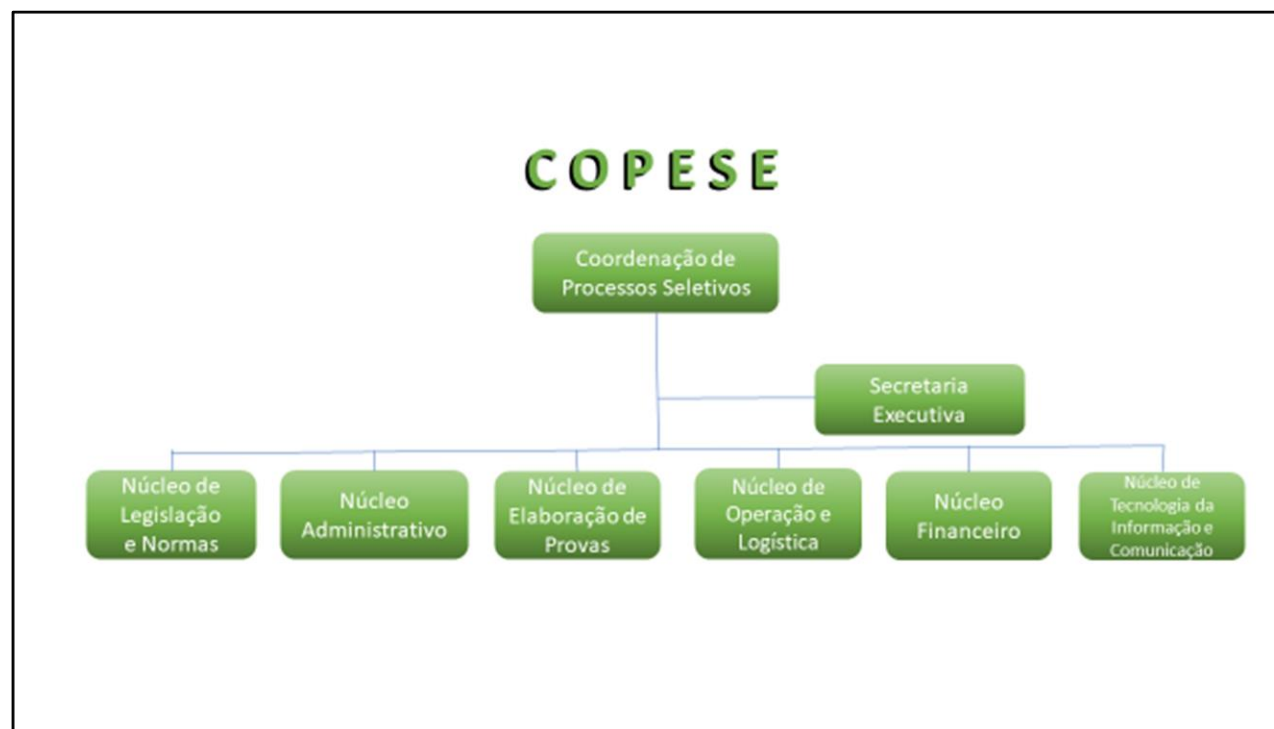 COPESE
Coordenação de
Processos Seletivos
Secretaria
Executiva
Núcleo de
Legislação
e Normas
Núcleo
Administrativo
Núcleo de
Elaboração de
Provas
Núcleo de
Operação e
Logística
Núcleo
Financeiro
Núcleo de
Tecnologia da
Informação e
Comunicação